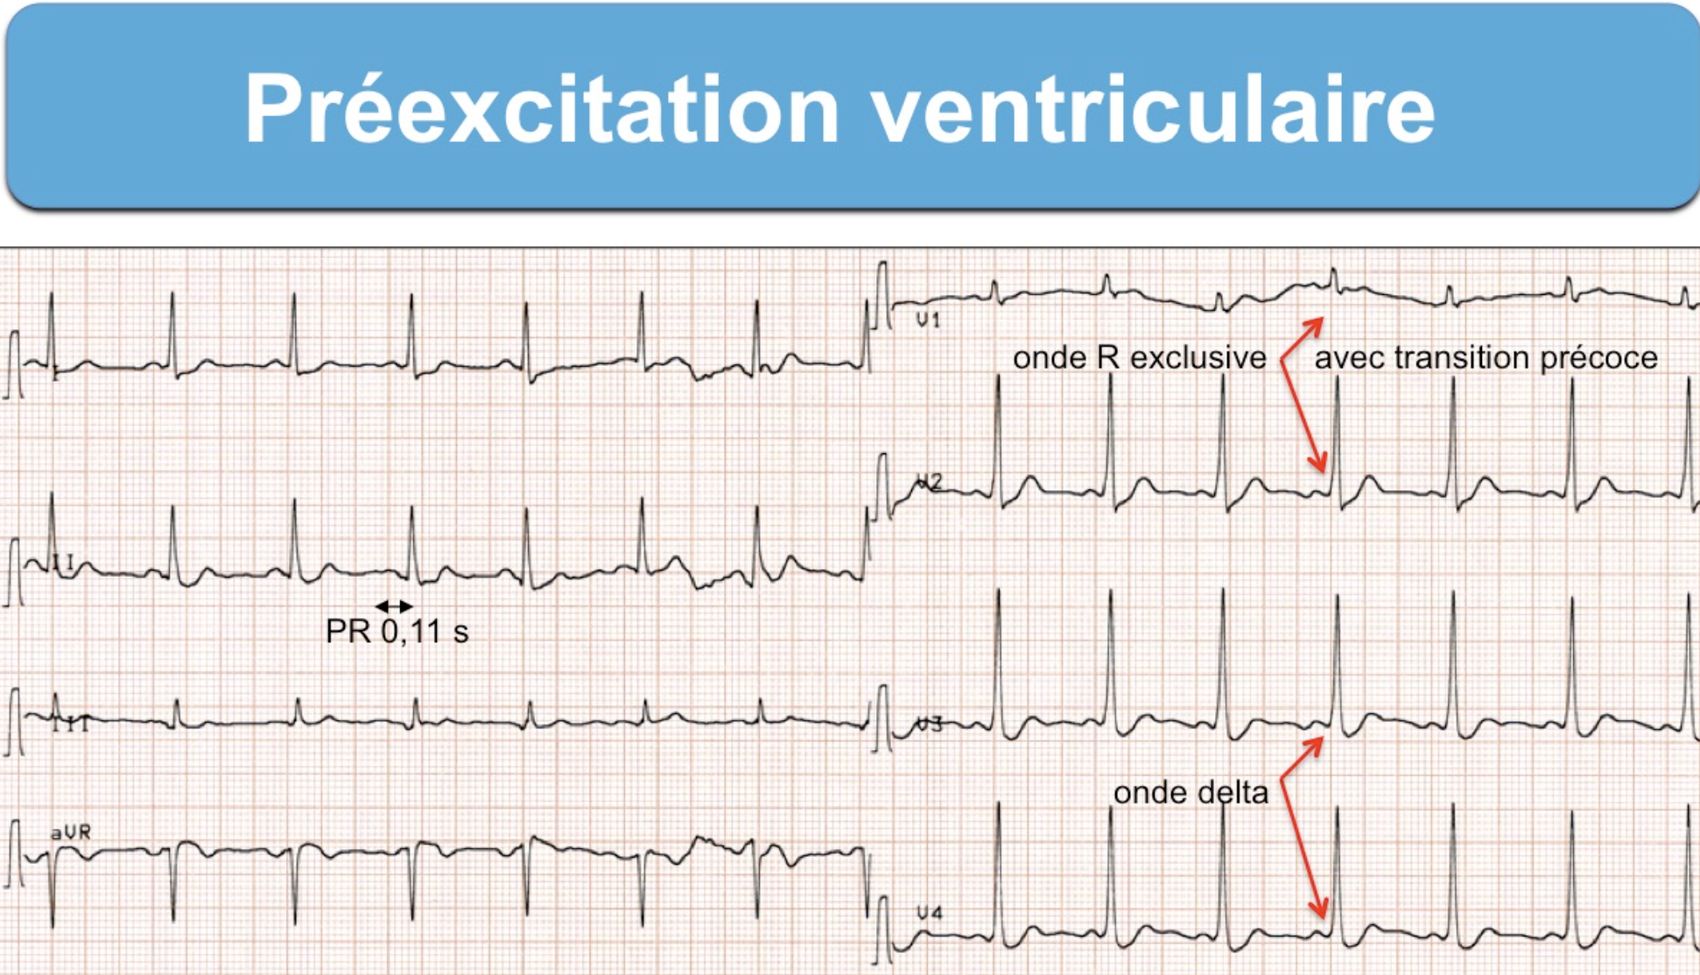 Préexcitation ventriculaire
I
II
PR 0,11 s
III
aVR
V1
onde R exclusive avec transition précoce
V2
V3
onde delta
V4